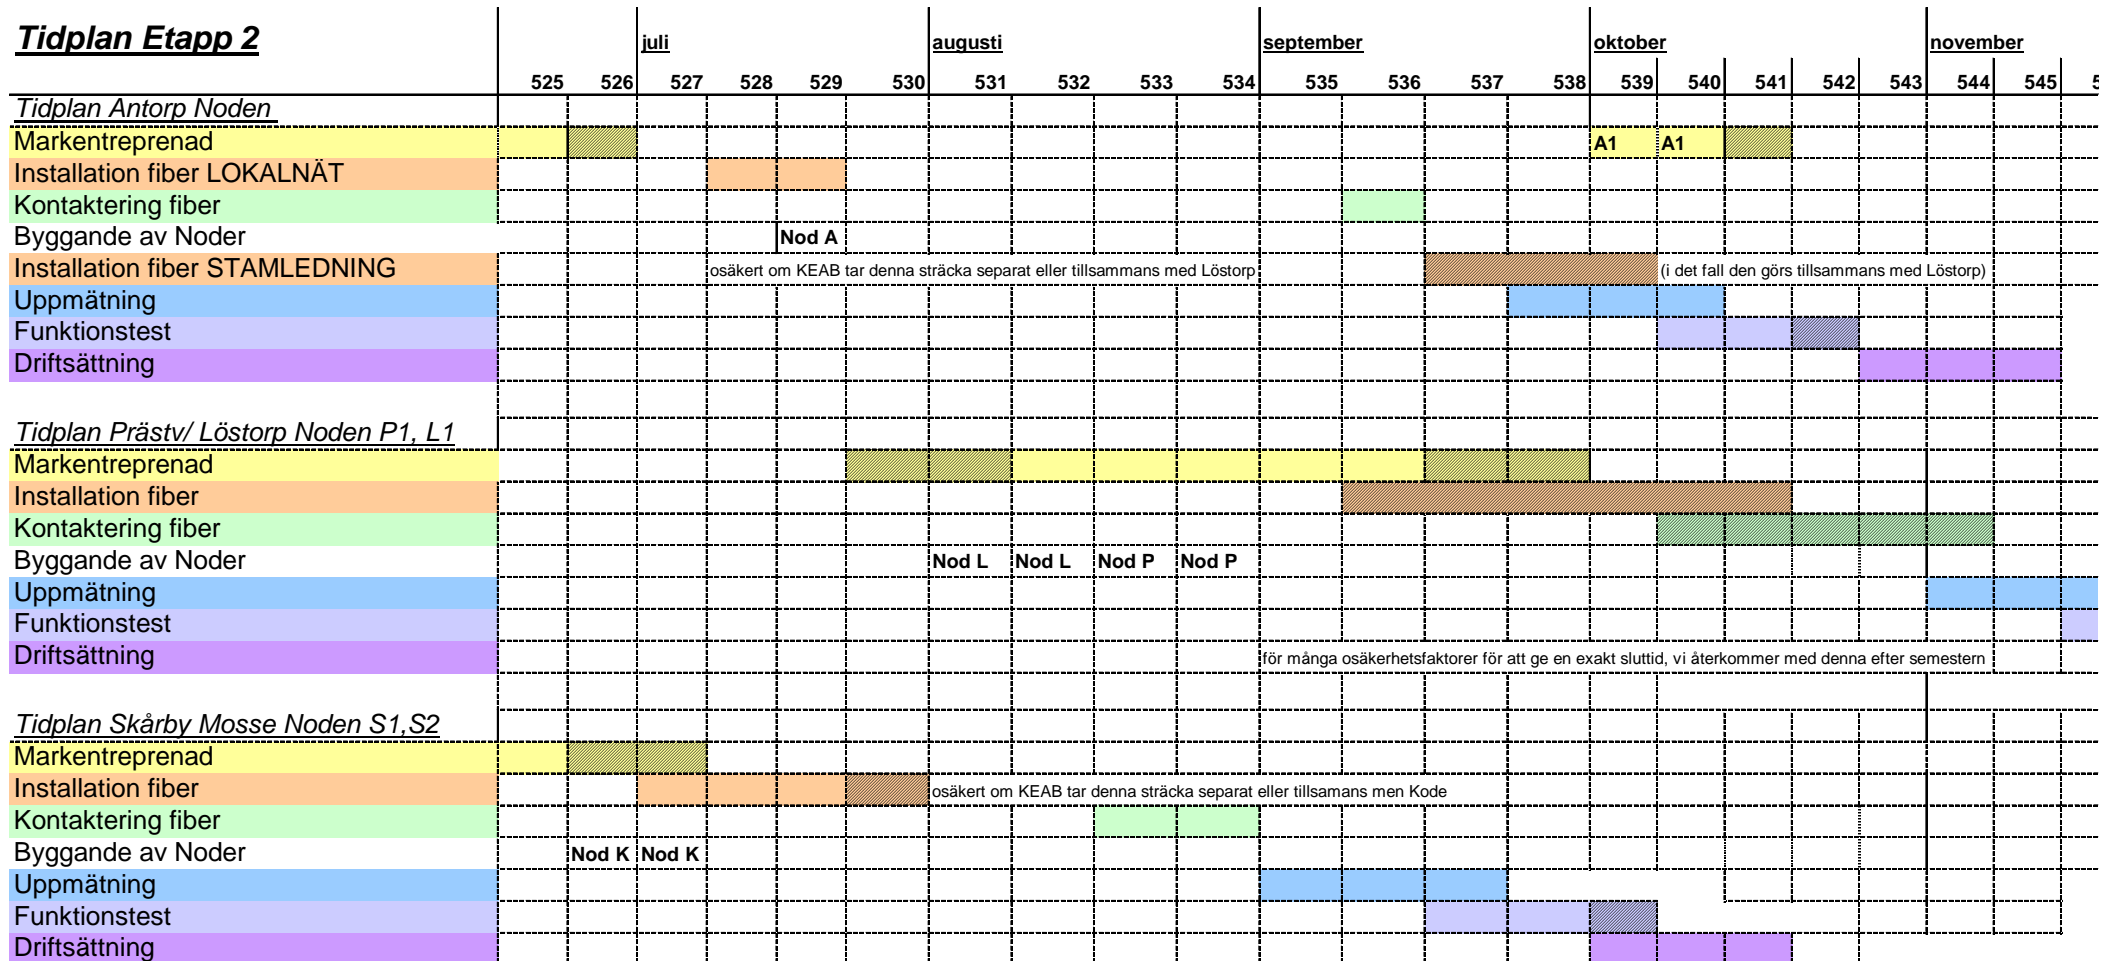 Tidplan Etapp 2
juli augusti september oktober november
525 526 527 528 529 530 531 532 533 534 535 536 537 538 539 540 541 542 543 544 545
Tidplan Antorp Noden
Markentreprenad A1 A1
Installation fiber LOKALNÄT
Kontaktering fiber
Byggande av Noder Nod A
Installation fiber STAMLEDNING osäkert om KEAB tar denna sträcka separat eller tillsammans med Löstorp (i det fall den görs tillsammans med Löstorp)
Uppmätning
Funktionstest
Driftsättning
Tidplan Prästv/ Löstorp Noden P1, L1
Markentreprenad
Installation fiber
Kontaktering fiber
Byggande av Noder Nod L Nod L Nod P Nod P
Uppmätning
Funktionstest
Driftsättning för många osäkerhetsfaktorer för att ge en exakt sluttid, vi återkommer med denna efter semestern
Tidplan Skårby Mosse Noden S1,S2
Markentreprenad
Installation fiber osäkert om KEAB tar denna sträcka separat eller tillsamans men Kode
Kontaktering fiber
Byggande av Noder Nod K Nod K
Uppmätning
Funktionstest
Driftsättning